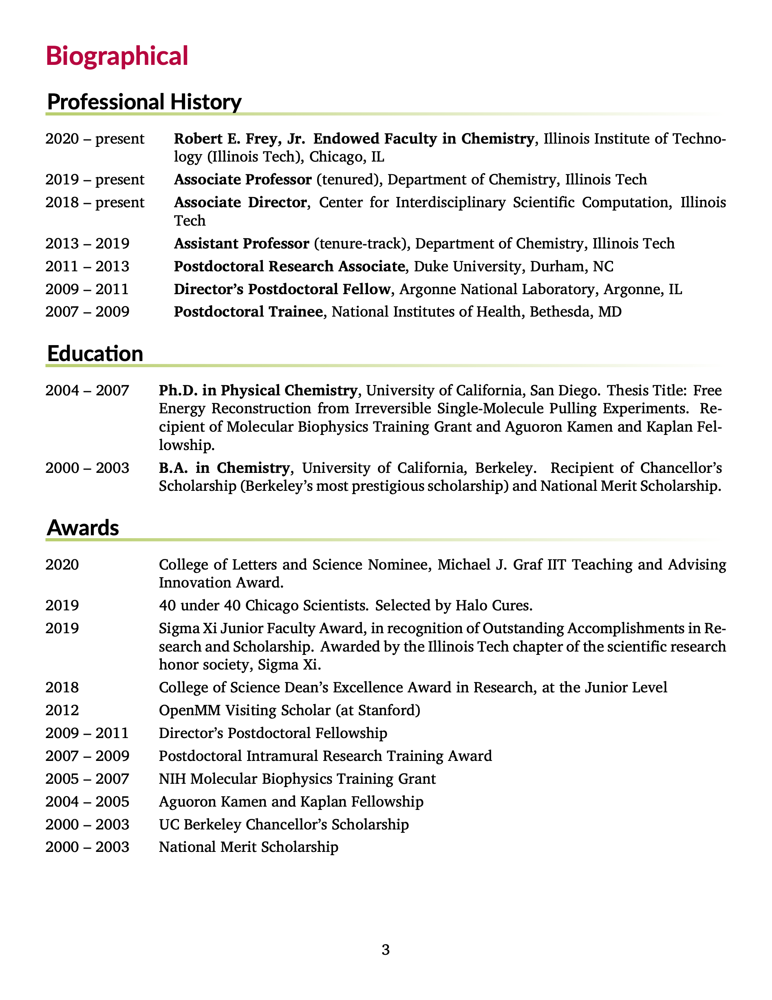 Biographical
Professional History
2020 – present Robert E. Frey, Jr. Endowed Faculty in Chemistry, Illinois Institute of Techno-
logy (Illinois Tech), Chicago, IL
2019 – present Associate Professor (tenured), Department of Chemistry, Illinois Tech
2018 – present Associate Director, Center for Interdisciplinary Scientific Computation, Illinois
Tech
2013 – 2019 Assistant Professor (tenure-track), Department of Chemistry, Illinois Tech
2011 – 2013 Postdoctoral Research Associate, Duke University, Durham, NC
2009 – 2011 Director’s Postdoctoral Fellow, Argonne National Laboratory, Argonne, IL
2007 – 2009 Postdoctoral Trainee, National Institutes of Health, Bethesda, MD
Education
2004 – 2007 Ph.D. in Physical Chemistry, University of California, San Diego. Thesis Title: Free
Energy Reconstruction from Irreversible Single-Molecule Pulling Experiments. Re-
cipient of Molecular Biophysics Training Grant and Aguoron Kamen and Kaplan Fel-
lowship.
2000 – 2003 B.A. in Chemistry, University of California, Berkeley. Recipient of Chancellor’s
Scholarship (Berkeley’s most prestigious scholarship) and National Merit Scholarship.
Awards
2020 College of Letters and Science Nominee, Michael J. Graf IIT Teaching and Advising
Innovation Award.
2019 40 under 40 Chicago Scientists. Selected by Halo Cures.
2019 Sigma Xi Junior Faculty Award, in recognition of Outstanding Accomplishments in Re-
search and Scholarship. Awarded by the Illinois Tech chapter of the scientific research
honor society, Sigma Xi.
2018 College of Science Dean’s Excellence Award in Research, at the Junior Level
2012 OpenMM Visiting Scholar (at Stanford)
2009 – 2011 Director’s Postdoctoral Fellowship
2007 – 2009 Postdoctoral Intramural Research Training Award
2005 – 2007 NIH Molecular Biophysics Training Grant
2004 – 2005 Aguoron Kamen and Kaplan Fellowship
2000 – 2003 UC Berkeley Chancellor’s Scholarship
2000 – 2003 National Merit Scholarship
3